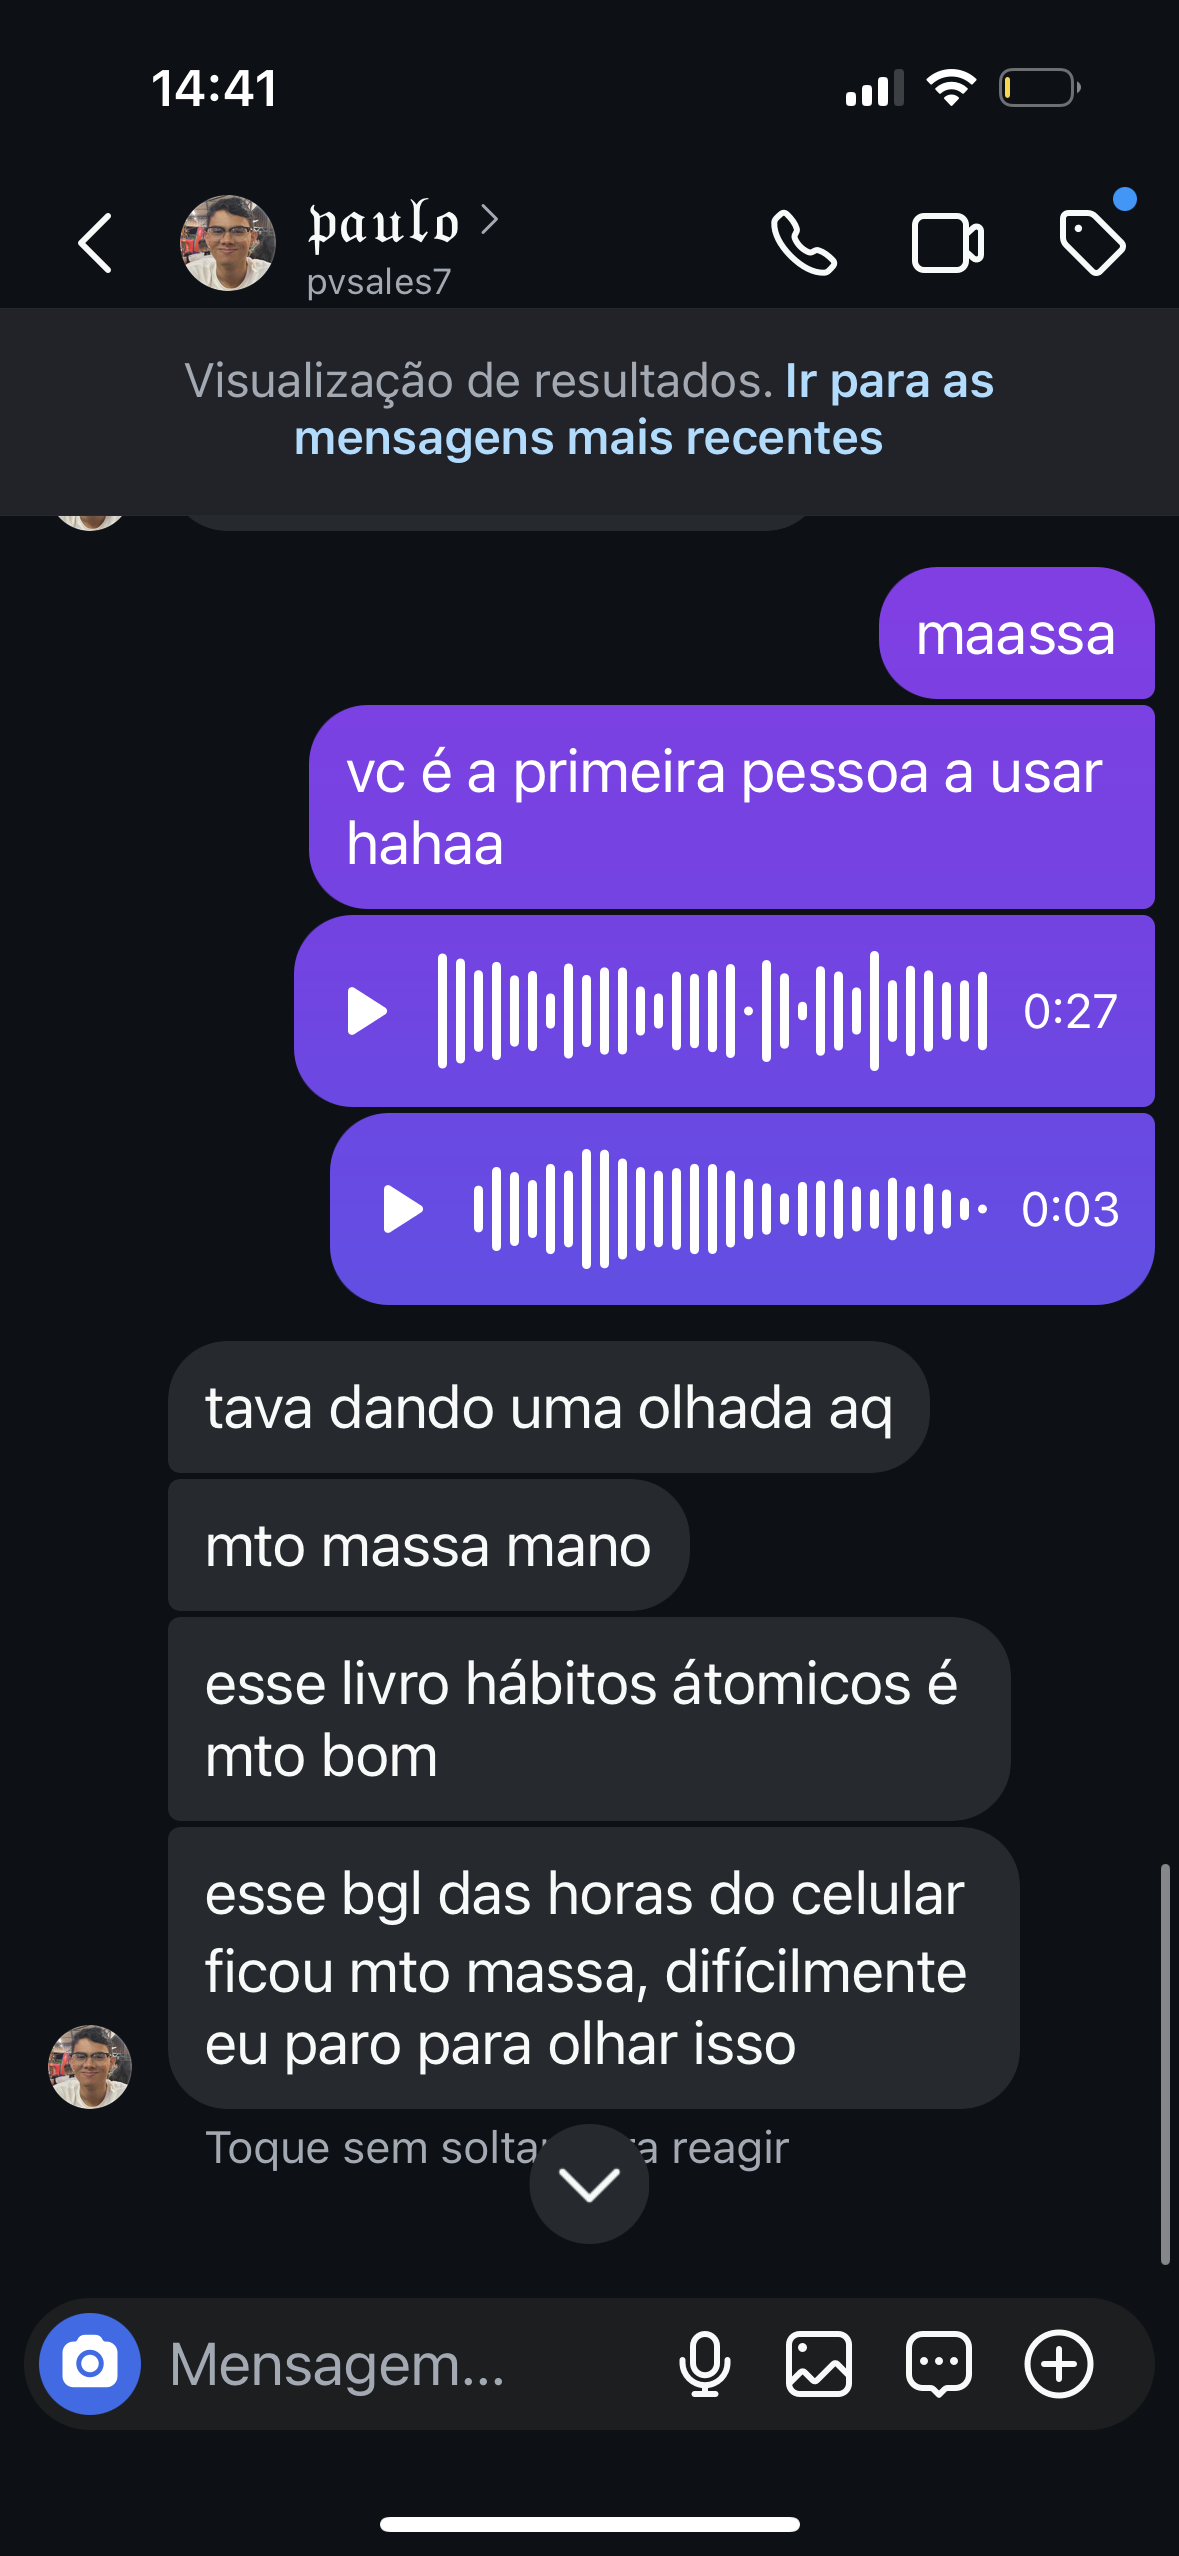 14:41
𝖕𝖆𝖚𝖑𝖔
pvsales7
Visualização de resultados. Ir para as
mensagens mais recentes
maassa
vc é a primeira pessoa a usar
hahaa
0:27
0:03
tava dando uma olhada aq
mto massa mano
esse livro hábitos átomicos é
mto bom
esse bgl das horas do celular
ficou mto massa, difícilmente
eu paro para olhar isso
Toque sem reagir
Mensagem...